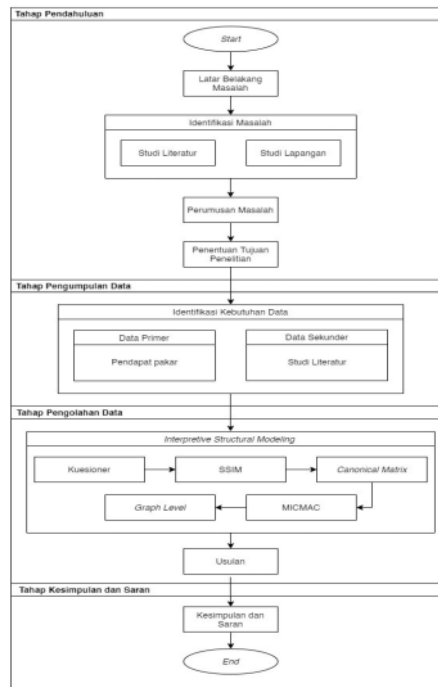 Tahap Pendahuluan
Start
Latar Belakang
Masalah
Identifikasi Masalah
Studi Literatur
Studi Lapangan
Perumusan Masalah
Penentuan Tujuan
Penelitian
Tahap Pengumpulan Data
Identifikasi Kebutuhan Data
Data Primer
Data Sekunder
Pendapat pakar
Studi Literatur
Tahap Pengolahan Data
Interpretive Structural Modeling
Kuesioner
SSIM
Canonical Matrix
Graph Level
MICMAC
Usulan
Tahap Kesimpulan dan Saran
Kesimpulan dan
Saran
End